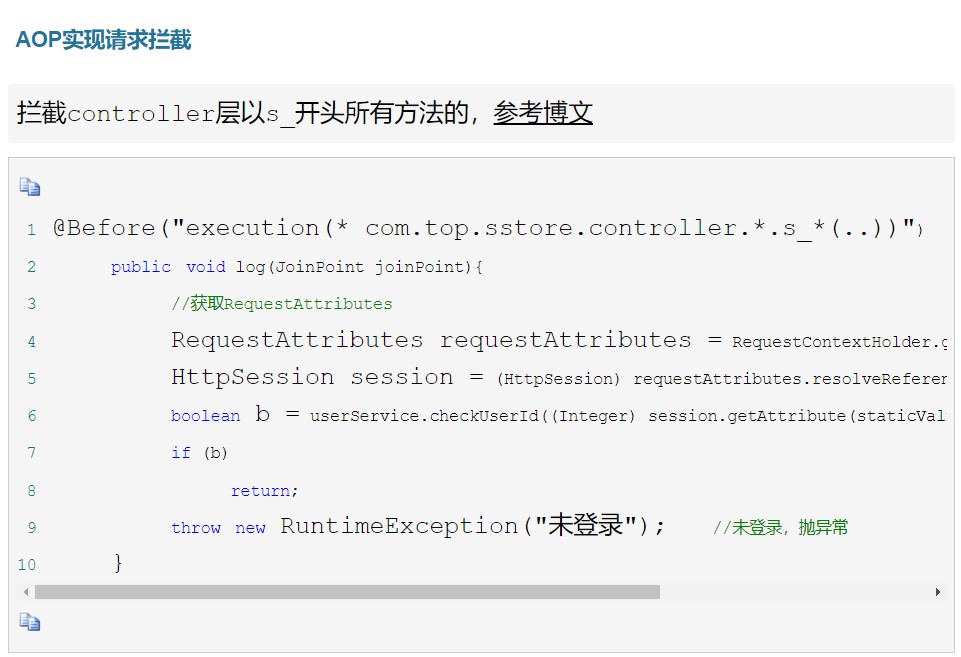 AOP实现请求拦截
拦截controller层以s_开头所有方法的，参考博文
1 @Before("execution(* com.top.sstore.controller.*.s_*(..))")
2 public void log(JoinPoint joinPoint){
3 //获取RequestAttributes
4 RequestAttributes requestAttributes = RequestContextHolder.g
5 HttpSession session = (HttpSession) requestAttributes.resolveReferen
6 boolean b = userService.checkUserId((Integer) session.getAttribute(staticVal
7 if (b)
8 return;
9 throw new RuntimeException("未登录"); //未登录，抛异常
10 }